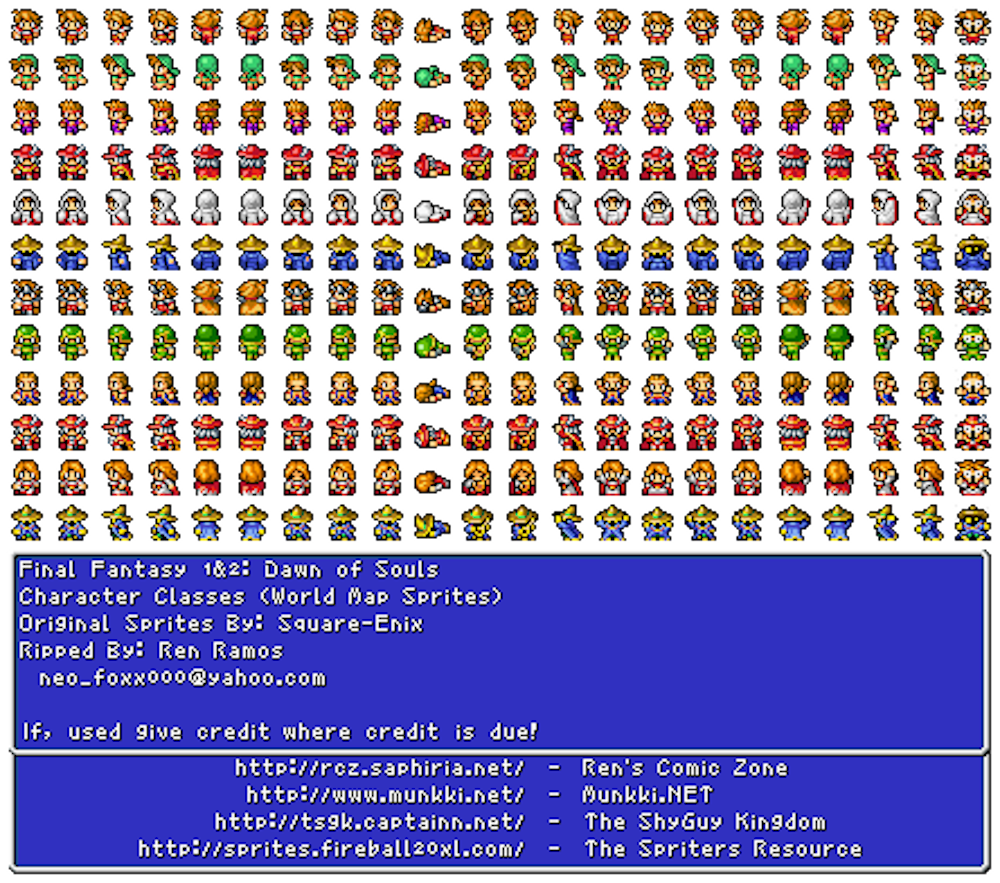 Final Fantasy 1&2: Dawn of Souls
Character Classes (World Map Sprites)
Original Sprites By: Square-Enix
Ripped By: Ren Ramos
neo_foxx000@yahoo.com
If, used give credit where credit is due!
http://rcz.saphiria.net/ - Ren's Comic Zone
http://www.munkki.net/ - Munkki.NET
http://tsgk.captainn.net/ - The ShyGuy Kingdom
http://sprites.fireball20xl.com/ - The Spriters Resource